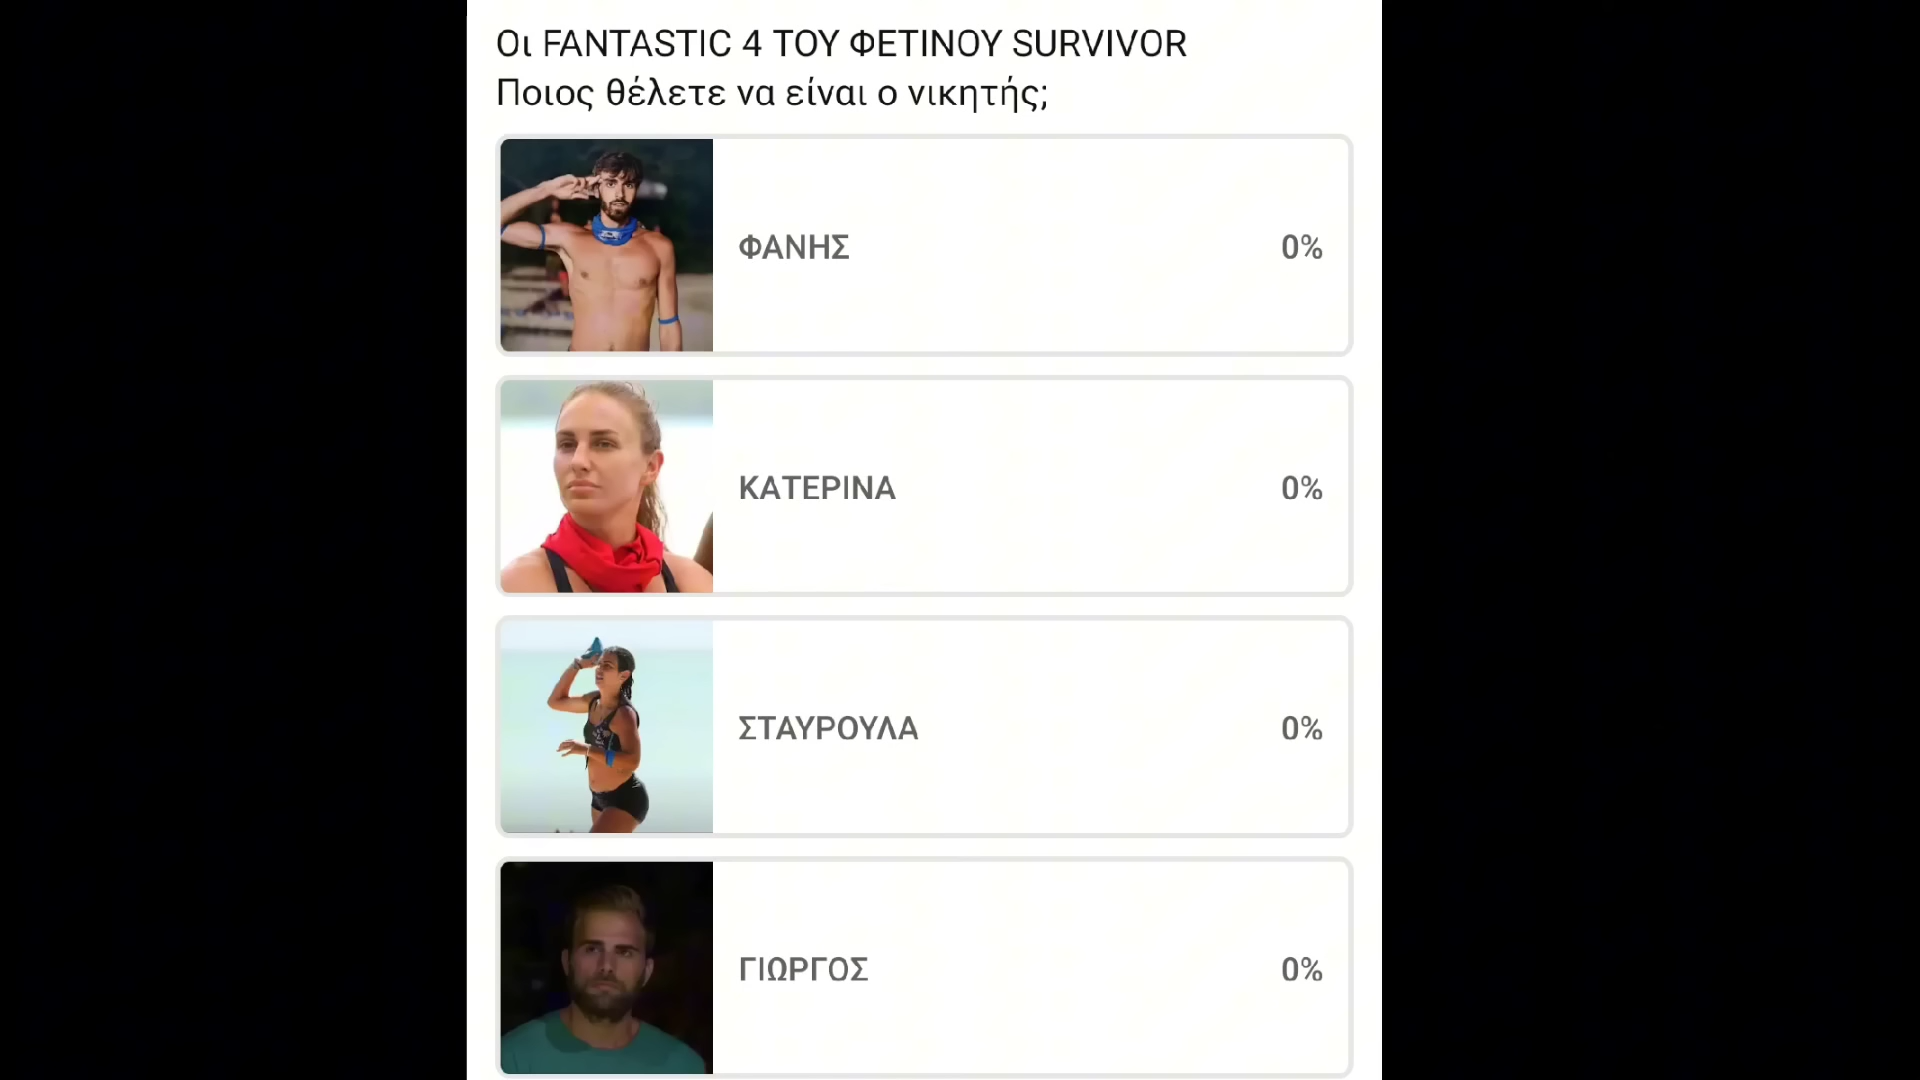 Οι FANTASTIC 4 ΤΟΥ ΦΕΤΙΝΟΥ SURVIVOR
Ποιος θέλετε να είναι ο νικητής;
ΦΑΝΗΣ 0%
ΚΑΤΕΡΙΝΑ 0%
ΣΤΑΥΡΟΥΛΑ 0%
ΓΙΩΡΓΟΣ 0%